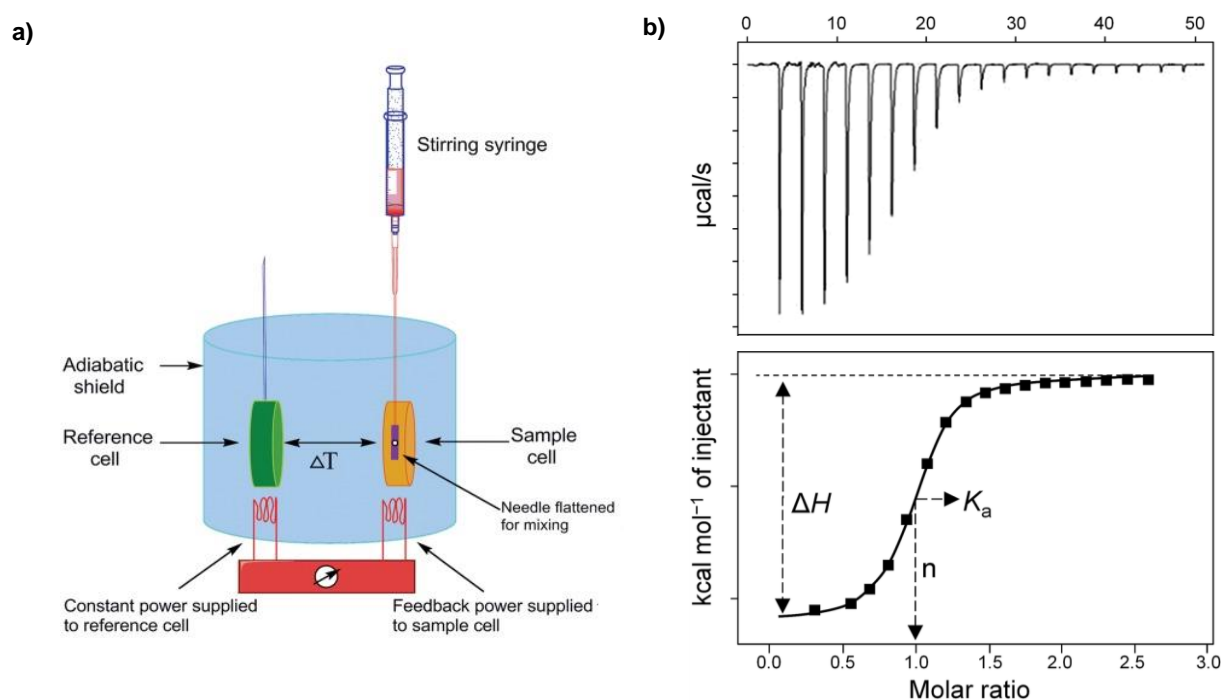 a)
Stirring syringe
Adiabatic
shield
Reference
cell
ΔT
Sample
cell
Needle flattened
for mixing
Constant power supplied
to reference cell
Feedback power supplied
to sample cell
b)
0 10 20 30 40 50
µcal/s
kcal mol⁻¹ of injectant
ΔH
Kₐ
n
0.0 0.5 1.0 1.5 2.0 2.5 3.0
Molar ratio